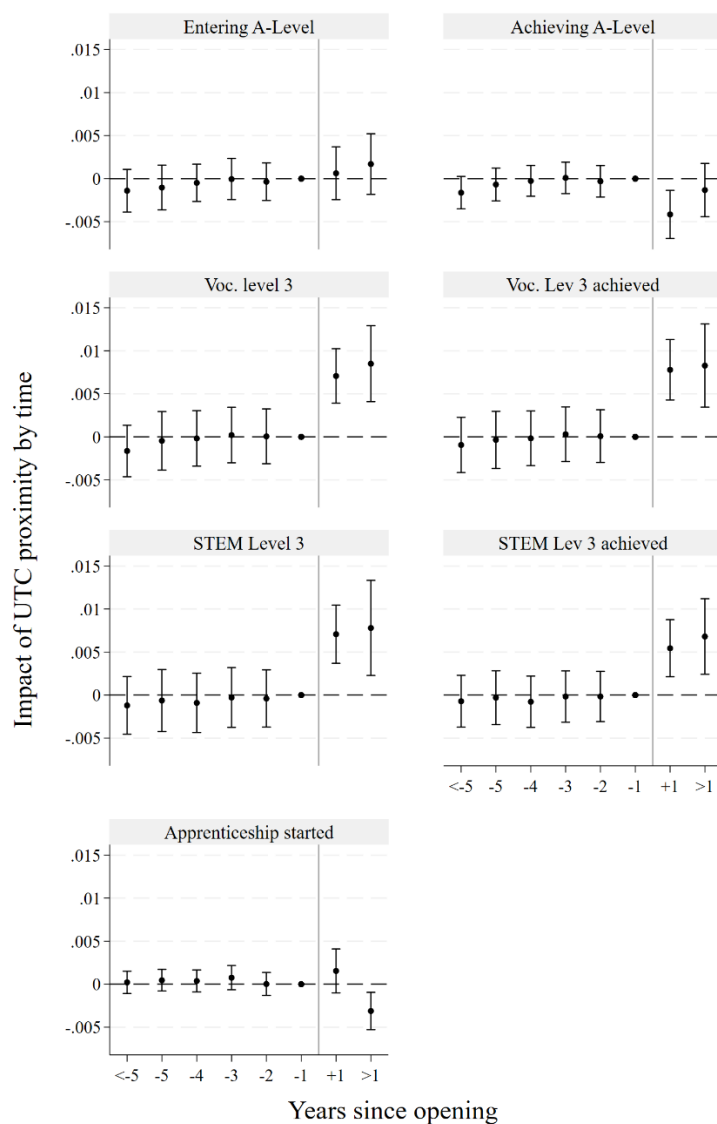 Entering A-Level
Achieving A-Level
.015
.01
.005
0
-.005
Voc. level 3
Voc. Lev 3 achieved
.015
.01
.005
0
-.005
STEM Level 3
STEM Lev 3 achieved
.015
.01
.005
0
-.005
<-5 -5 -4 -3 -2 -1 +1 >1
Apprenticeship started
.015
.01
.005
0
-.005
<-5 -5 -4 -3 -2 -1 +1 >1
Impact of UTC proximity by time
Years since opening